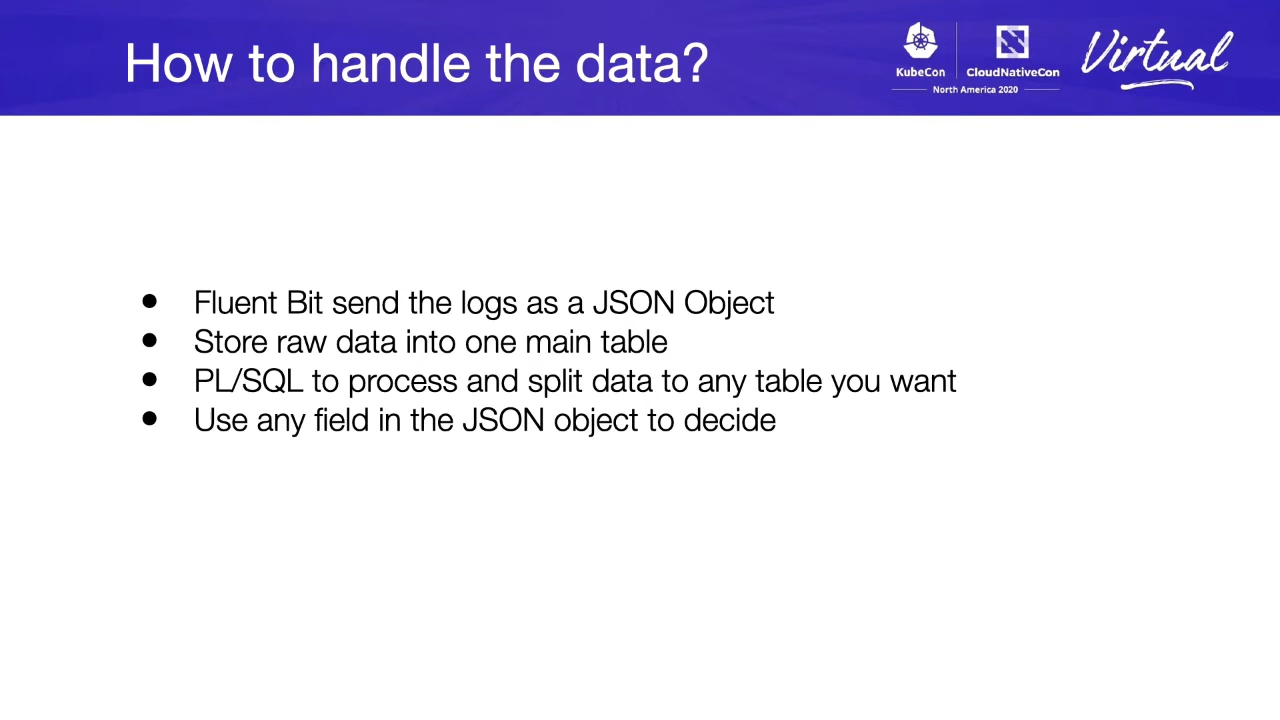 How to handle the data?
KubeCon
CloudNativeCon
North America 2020
Virtual
● Fluent Bit send the logs as a JSON Object
● Store raw data into one main table
● PL/SQL to process and split data to any table you want
● Use any field in the JSON object to decide